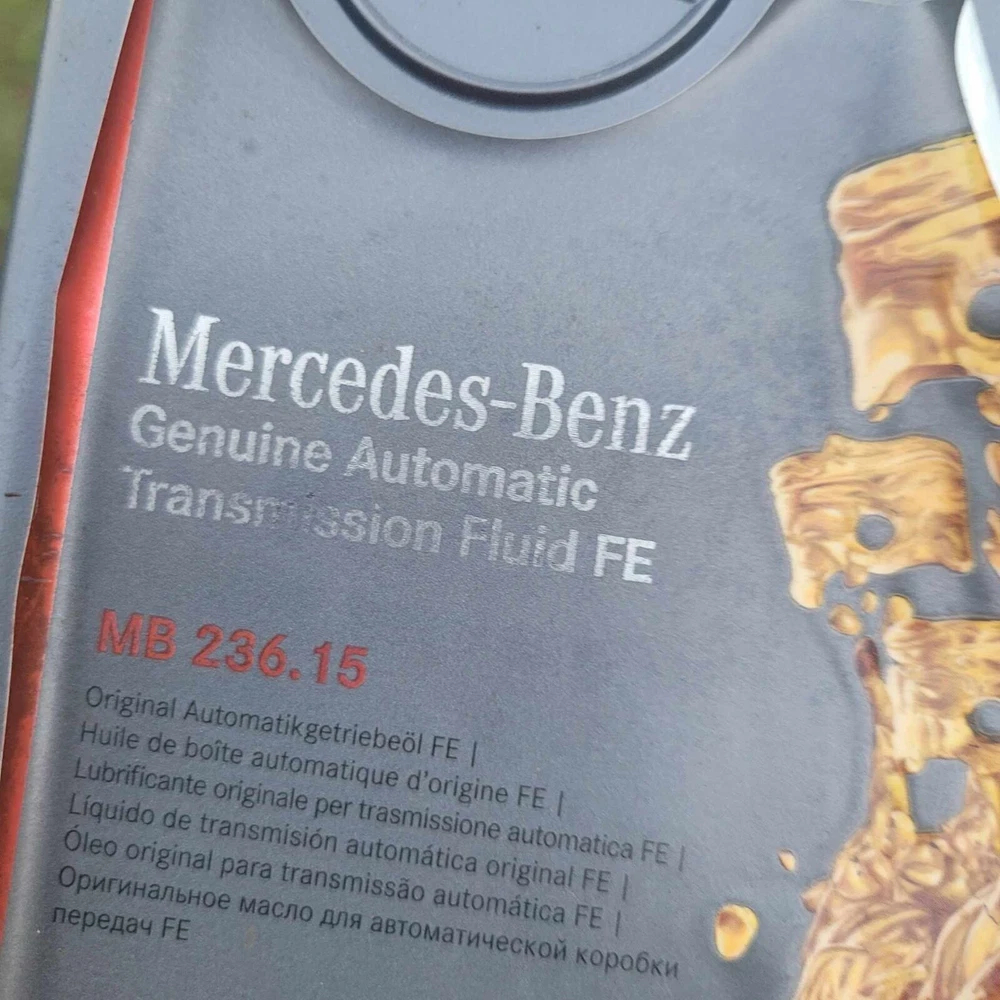 Mercedes-Benz
Genuine Automatic
Transmission Fluid FE
MB 236.15
Original Automatikgetriebeöl FE |
Huile de boîte automatique d'origine FE |
Lubrificante originale per trasmissione automatica FE |
Líquido de transmisión automática original FE |
Óleo original para transmissão automática FE |
Оригинальное масло для автоматической коробки
передач FE